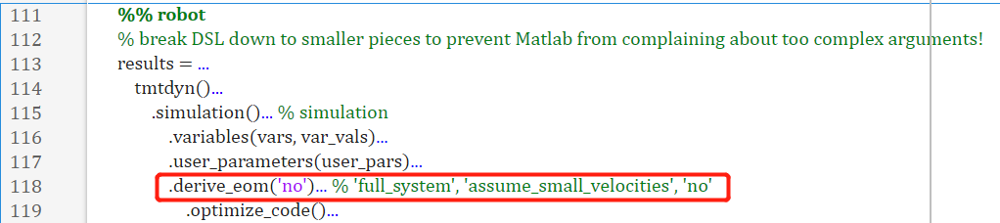 111 %% robot
112 % break DSL down to smaller pieces to prevent Matlab from complaining about too complex arguments!
113 results = ...
114 tmtdyn()...
115 .simulation()... % simulation
116 .variables(vars, var_vals)...
117 .user_parameters(user_pars)...
118 .derive_eom('no')... % 'full_system', 'assume_small_velocities', 'no'
119 .optimize_code()...